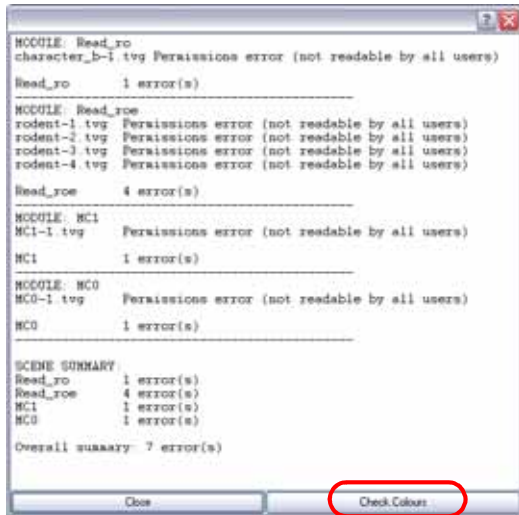 MODULE: Read_ro
character_b-1.tvg Permissions error (not readable by all users)
Read_ro 1 error(s)
MODULE: Read_roe
rodent-1.tvg Permissions error (not readable by all users)
rodent-2.tvg Permissions error (not readable by all users)
rodent-3.tvg Permissions error (not readable by all users)
rodent-4.tvg Permissions error (not readable by all users)
Read_roe 4 error(s)
MODULE: MC1
MC1-1.tvg Permissions error (not readable by all users)
MC1 1 error(s)
MODULE: MC0
MC0-1.tvg Permissions error (not readable by all users)
MC0 1 error(s)
SCENE SUMMARY:
Read_ro 1 error(s)
Read_roe 4 error(s)
MC1 1 error(s)
MC0 1 error(s)
Overall summary: 7 error(s)
Close Check Colours